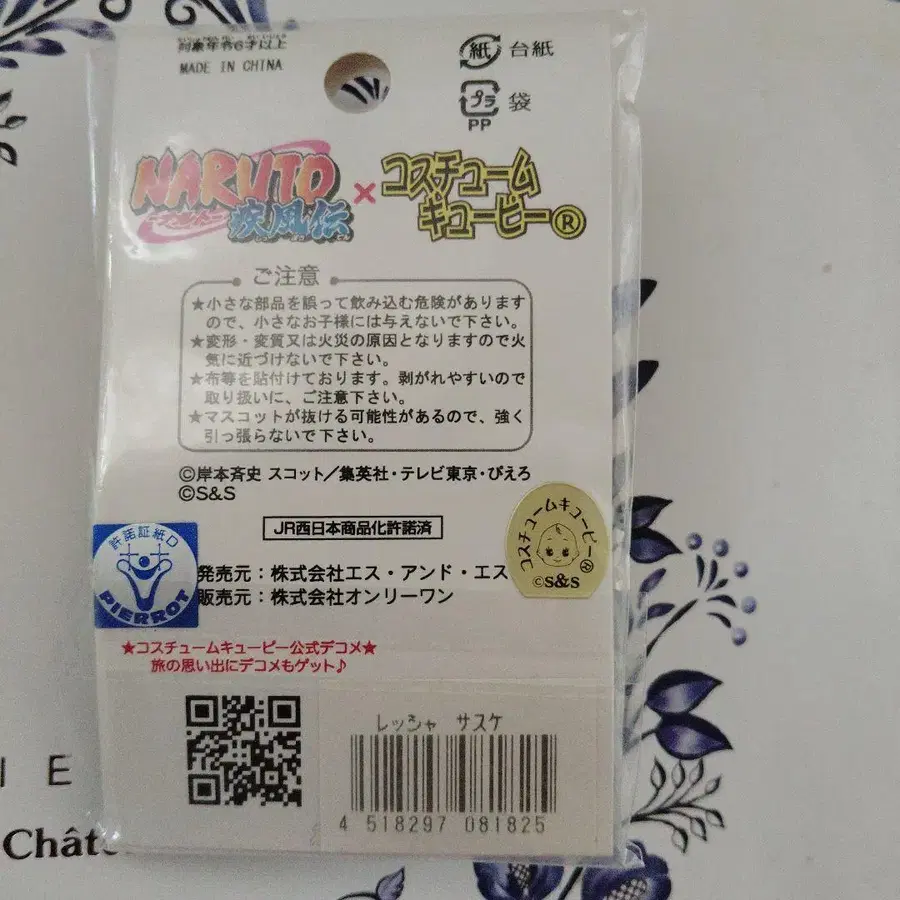 対象年令6才以上
MADE IN CHINA
紙 台紙
プラ 袋
PP
NARUTO
ーナルトー
疾風伝
×
コスチューム
キューピー®
ご注意
★小さな部品を誤って飲み込む危険があります
ので、小さなお子様には与えないで下さい。
★変形・変質又は火災の原因となりますので火
気に近づけないで下さい。
★布等を貼付けております。剥がれやすいので
取り扱いに、ご注意下さい。
★マスコットが抜ける可能性があるので、強く
引っ張らないで下さい。
©岸本斉史 スコット／集英社・テレビ東京・ぴえろ
©S&S
JR西日本商品化許諾済
許諾証紙D
PIERROT
発売元：株式会社エス・アンド・エス
販売元：株式会社オンリーワン
コスチュームキューピー®
©S&S
★コスチュームキューピー公式デコメ★
旅の思い出にデコメもゲット♪
レッシャ サスケ
4 518297 081825
I E
Chât